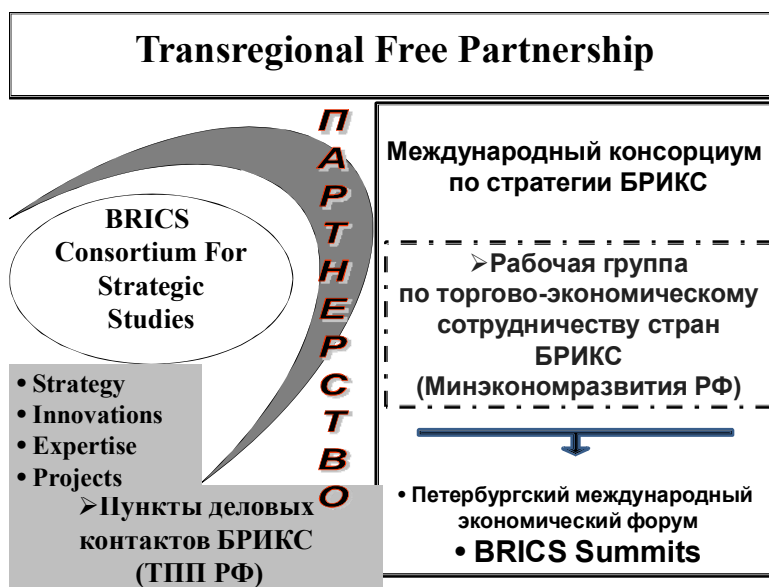 Transregional Free Partnership
BRICS
Consortium For
Strategic
Studies
• Strategy
• Innovations
• Expertise
• Projects
➢Пункты деловых
контактов БРИКС
(ТПП РФ)
ПАРТНЕРСТВО
Международный консорциум
по стратегии БРИКС
➢Рабочая группа
по торгово-экономическому
сотрудничеству стран
БРИКС
(Минэкономразвития РФ)
• Петербургский международный
экономический форум
• BRICS Summits